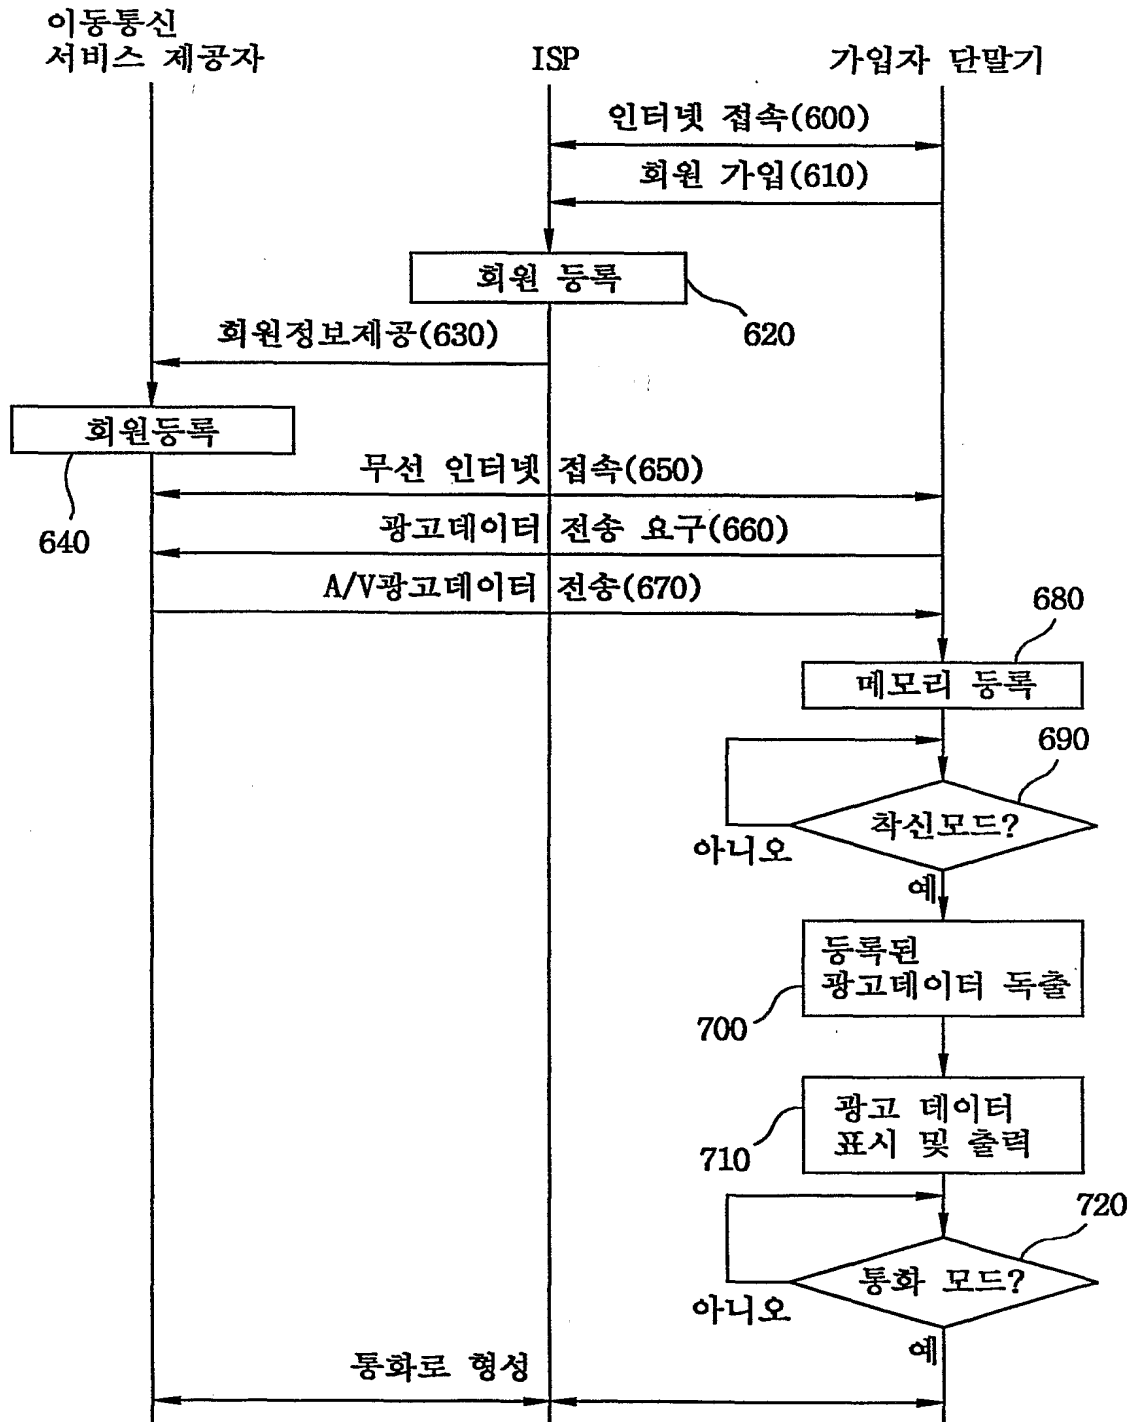 이동통신
서비스 제공자
ISP
가입자 단말기
인터넷 접속(600)
회원 가입(610)
회원 등록
620
회원정보제공(630)
회원등록
640
무선 인터넷 접속(650)
광고데이터 전송 요구(660)
A/V광고데이터 전송(670)
680
메모리 등록
690
착신모드?
아니오
예
등록된
광고데이터 독출
700
광고 데이터
표시 및 출력
710
720
통화 모드?
아니오
예
통화로 형성